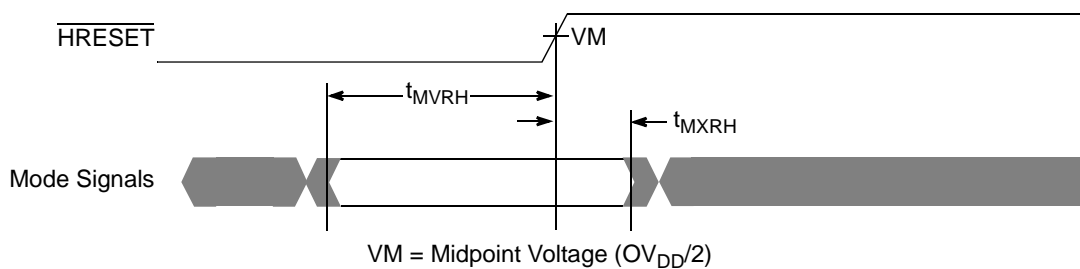 HRESET
VM
tMVRH
tMXRH
Mode Signals
VM = Midpoint Voltage (OVDD/2)